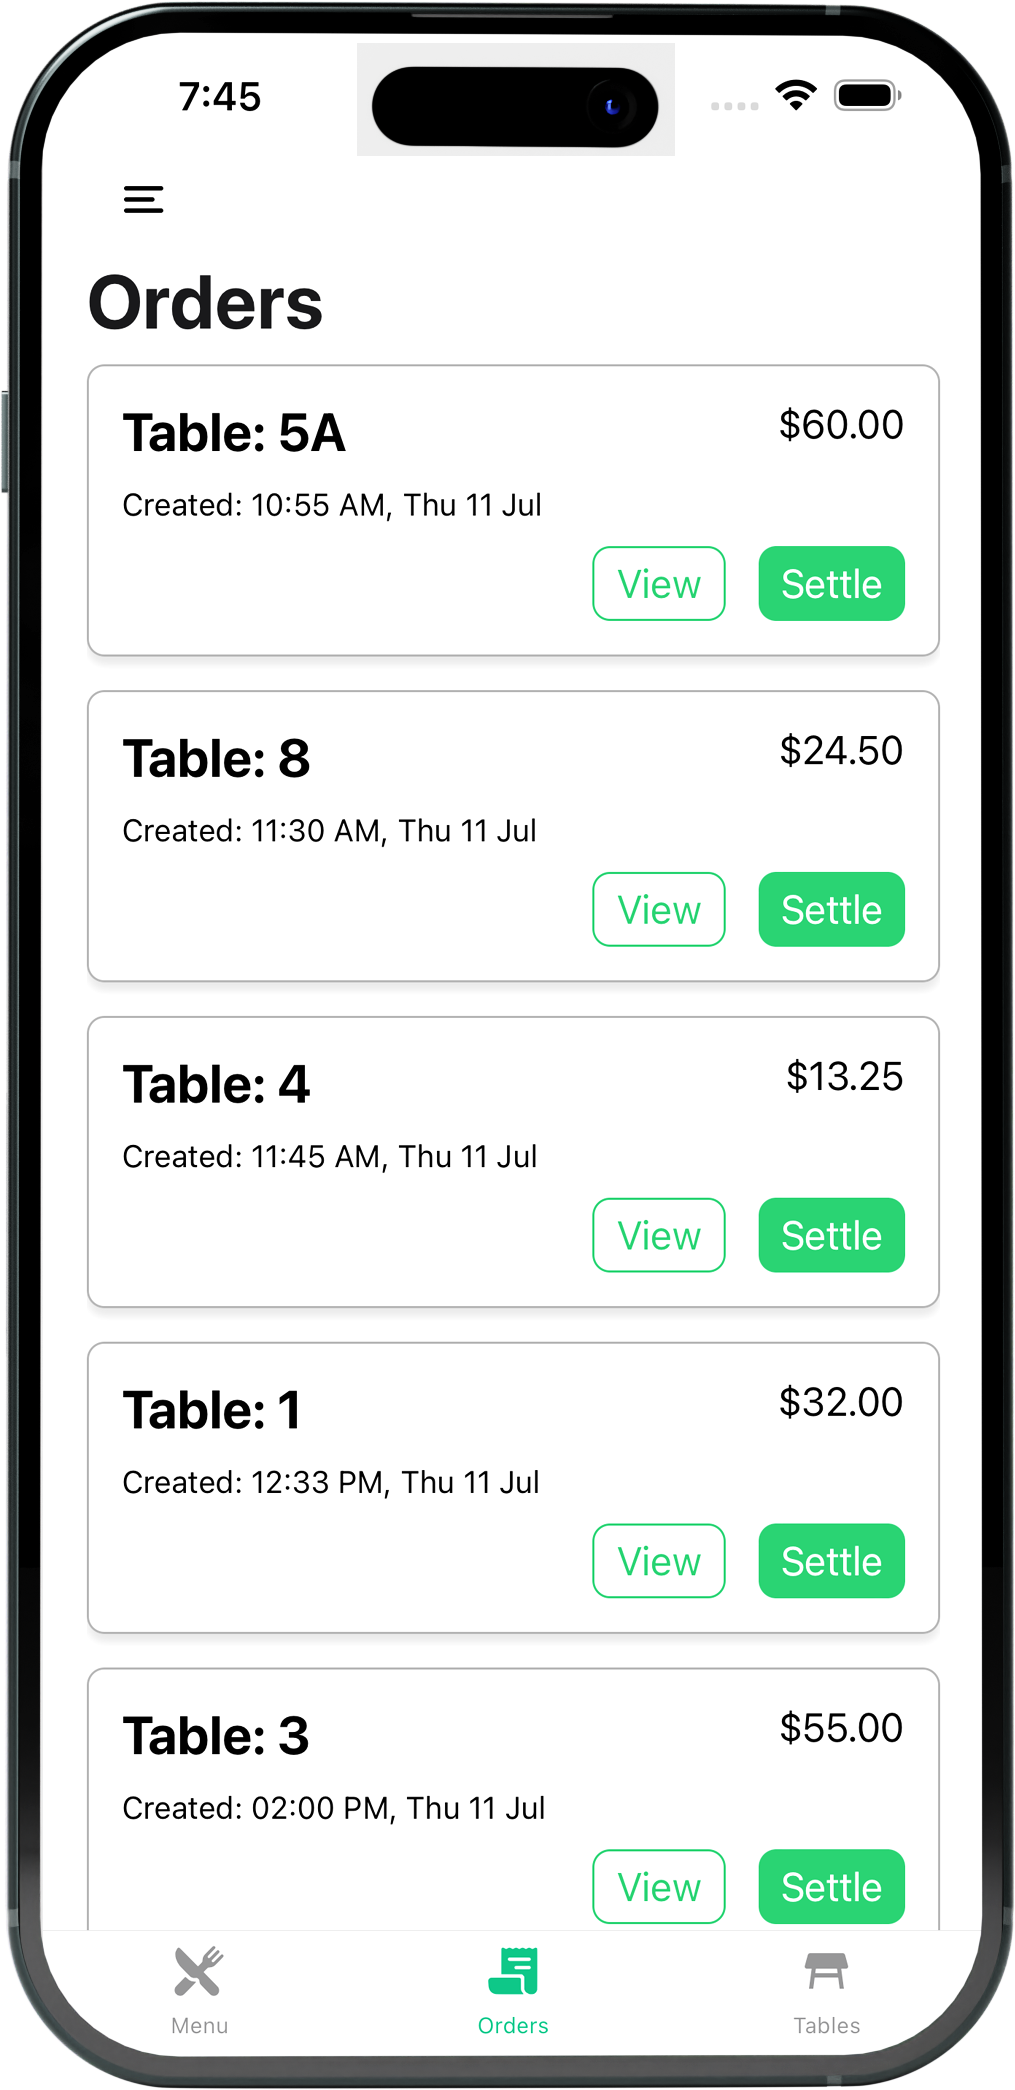 7:45
Orders
Table: 5A
$60.00
Created: 10:55 AM, Thu 11 Jul
View Settle
Table: 8
$24.50
Created: 11:30 AM, Thu 11 Jul
View Settle
Table: 4
$13.25
Created: 11:45 AM, Thu 11 Jul
View Settle
Table: 1
$32.00
Created: 12:33 PM, Thu 11 Jul
View Settle
Table: 3
$55.00
Created: 02:00 PM, Thu 11 Jul
View Settle
Menu Orders Tables